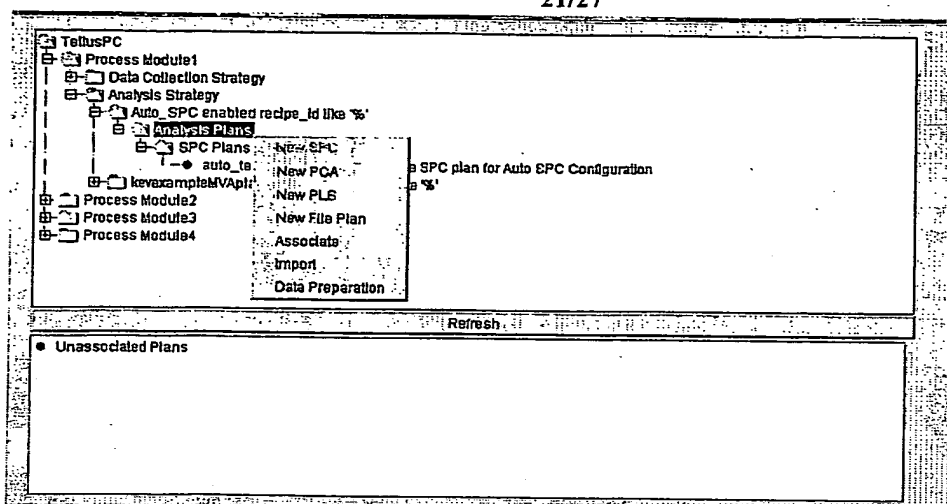 21/27
TellusPC
Process Module1
Data Collection Strategy
Analysis Strategy
Auto_SPC enabled recipe_id like '%'
Analysis Plans
SPC Plans
auto_te
SPC plan for Auto SPC Configuration
kevaxampleMVApla
'%'
Process Module2
Process Module3
Process Module4
New SPC
New PCA
New PLS
New File Plan
Associate
Import
Data Preparation
Refresh
Unassociated Plans